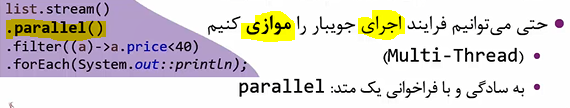 list.stream()
.parallel()
.filter((a)->a.price<40)
.forEach(System.out::println);
حتی می‌توانیم فرایند اجرای جویبار را موازی کنیم
(Multi-Thread)
به سادگی و با فراخوانی یک متد: parallel